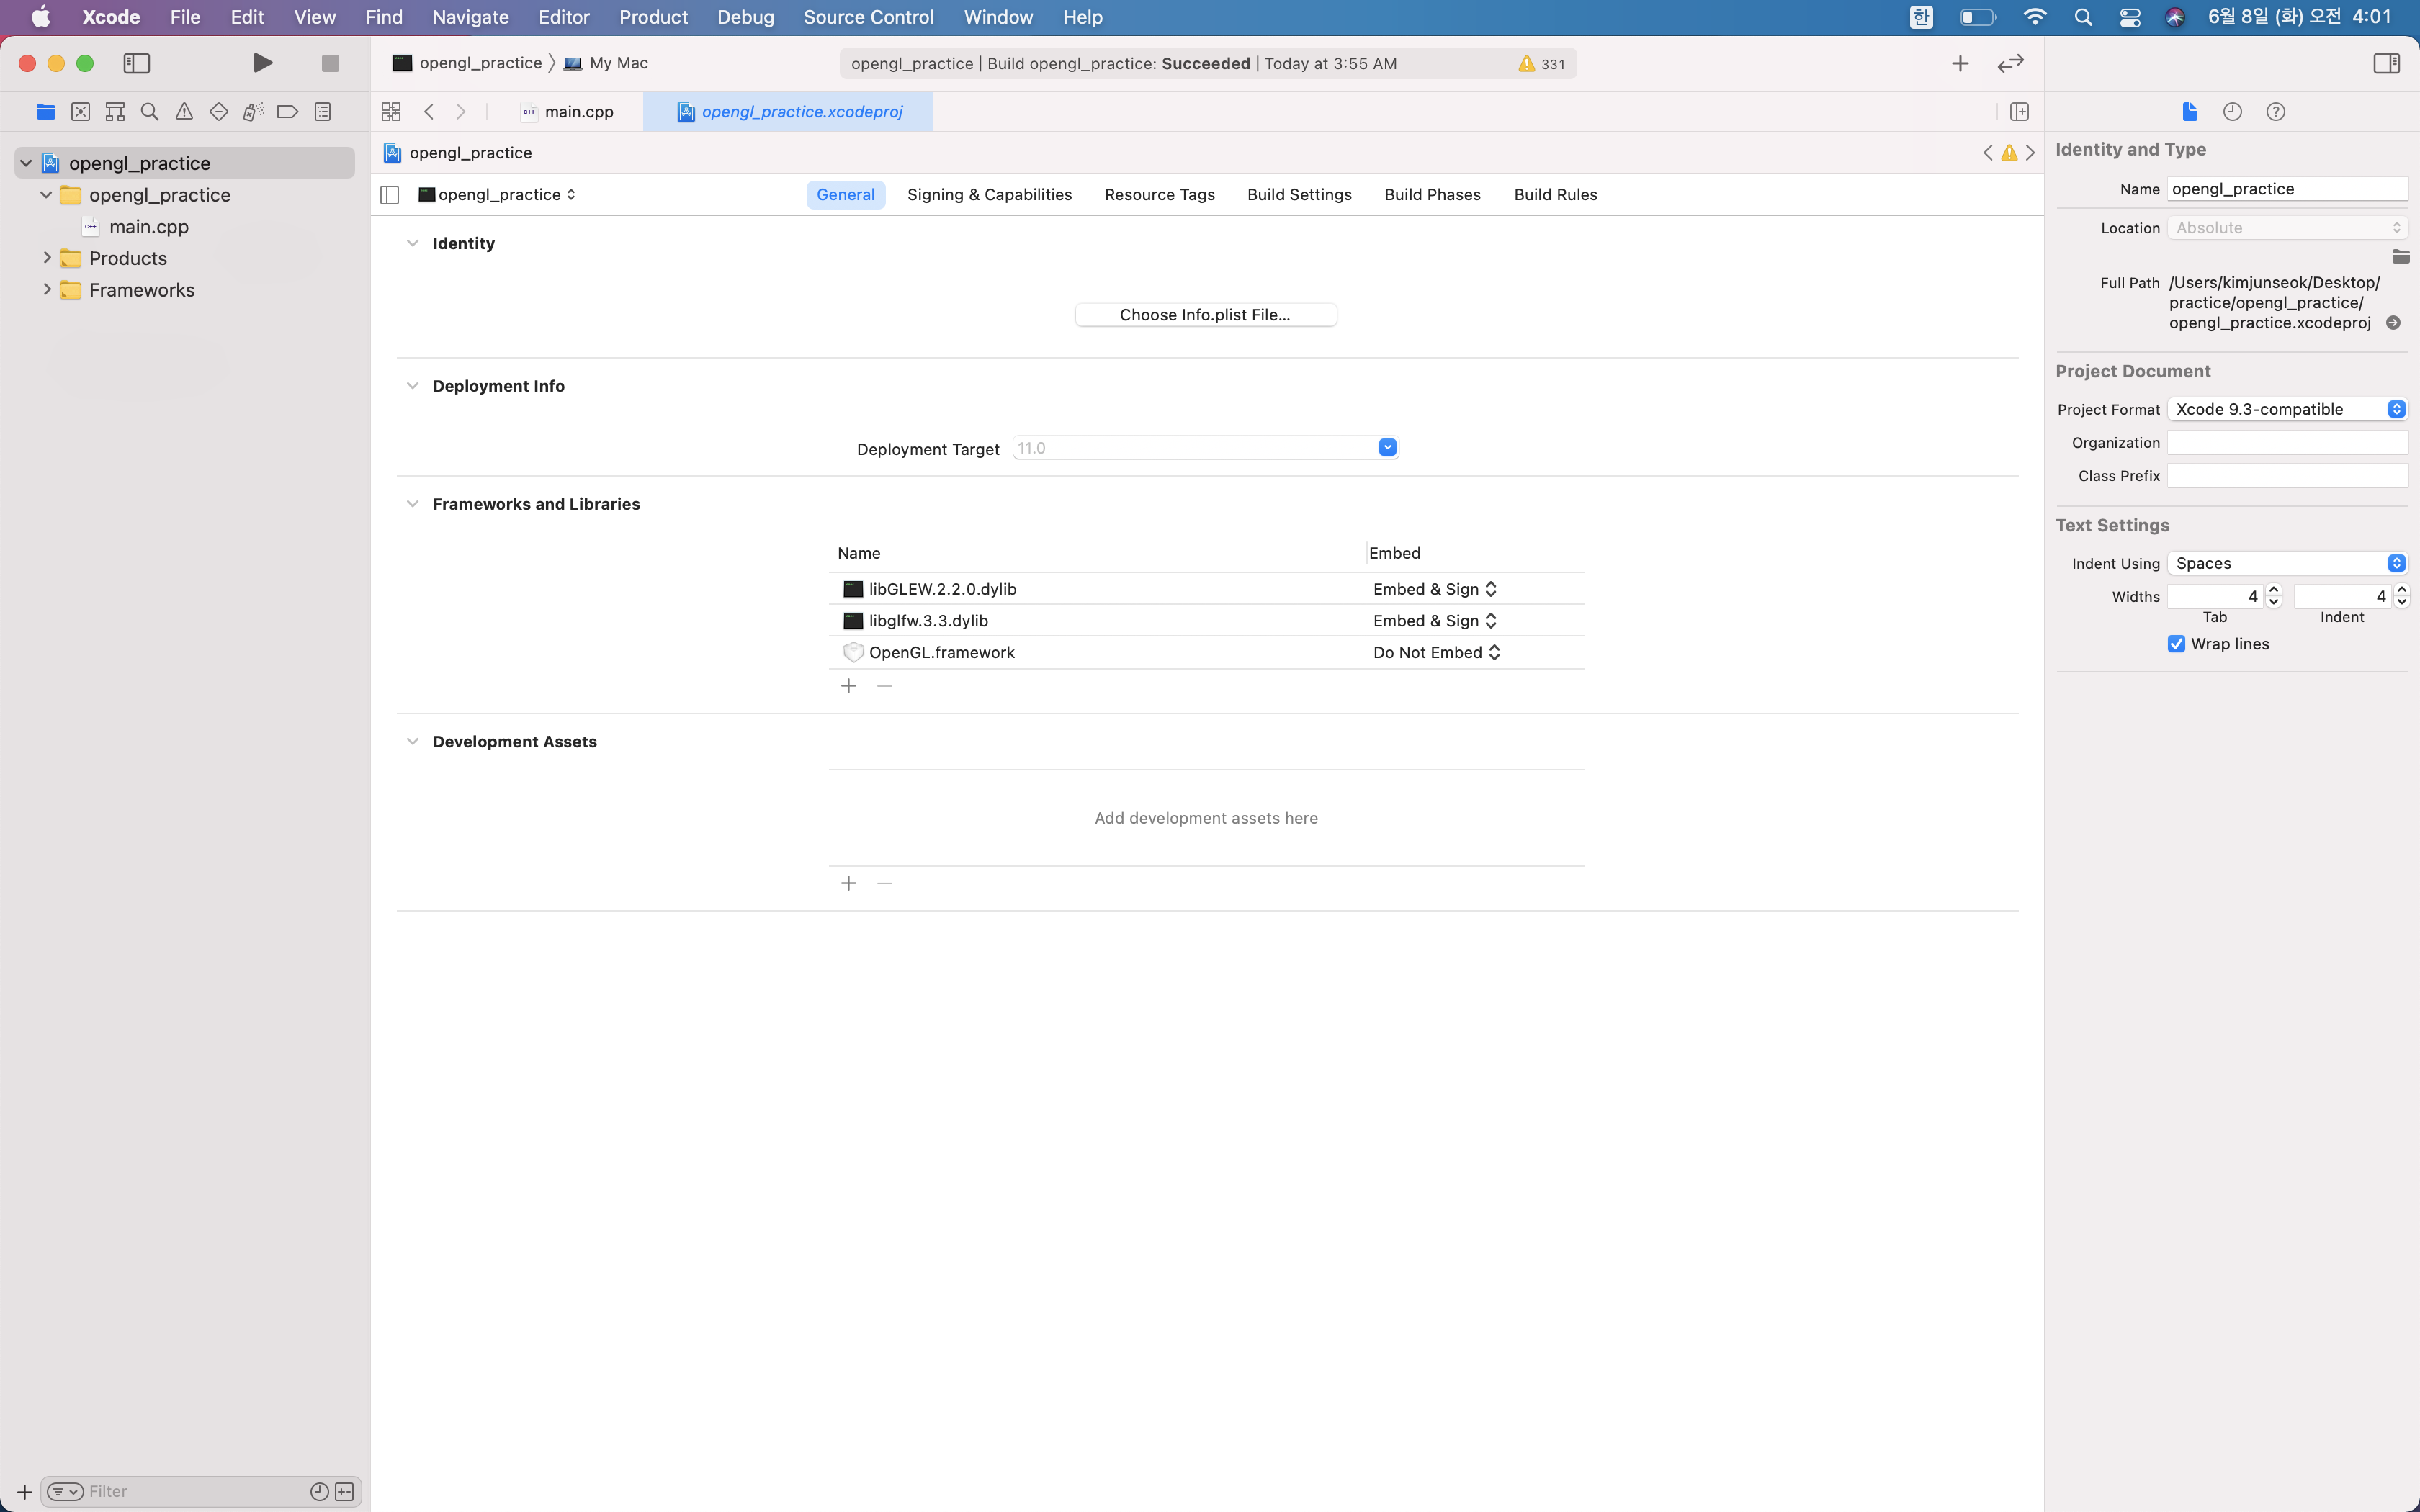 Xcode File Edit View Find Navigate Editor Product Debug Source Control Window Help 한 6월 8일 (화) 오전 4:01
opengl_practice 〉 My Mac
opengl_practice | Build opengl_practice: Succeeded | Today at 3:55 AM 331
main.cpp
opengl_practice.xcodeproj
opengl_practice
opengl_practice
main.cpp
Products
Frameworks
Filter
opengl_practice
opengl_practice
General Signing & Capabilities Resource Tags Build Settings Build Phases Build Rules
Identity
Choose Info.plist File...
Deployment Info
Deployment Target 11.0
Frameworks and Libraries
Name Embed
libGLEW.2.2.0.dylib Embed & Sign
libglfw.3.3.dylib Embed & Sign
OpenGL.framework Do Not Embed
Development Assets
Add development assets here
Identity and Type
Name opengl_practice
Location Absolute
Full Path /Users/kimjunseok/Desktop/
practice/opengl_practice/
opengl_practice.xcodeproj
Project Document
Project Format Xcode 9.3-compatible
Organization
Class Prefix
Text Settings
Indent Using Spaces
Widths 4 4
Tab Indent
Wrap lines